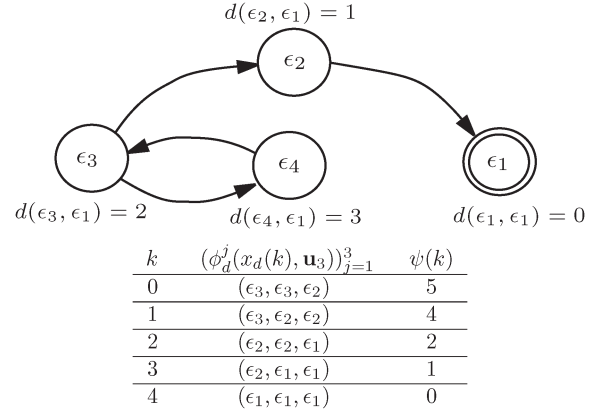 d(ϵ₂, ϵ₁) = 1
ϵ₂
ϵ₃
ϵ₄
ϵ₁
d(ϵ₃, ϵ₁) = 2
d(ϵ₄, ϵ₁) = 3
d(ϵ₁, ϵ₁) = 0
k (ϕ_d^j(x_d(k), **u**₃))_{j=1}^3 ψ(k)
0 (ϵ₃, ϵ₃, ϵ₂) 5
1 (ϵ₃, ϵ₂, ϵ₂) 4
2 (ϵ₂, ϵ₂, ϵ₁) 2
3 (ϵ₂, ϵ₁, ϵ₁) 1
4 (ϵ₁, ϵ₁, ϵ₁) 0